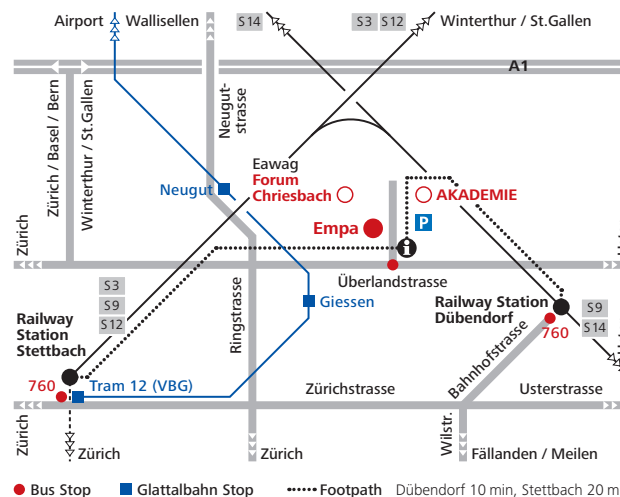 Airport
Wallisellen
S14
S3
S12
Winterthur / St.Gallen
A1
Neugut-
strasse
Zürich / Basel / Bern
Winterthur / St.Gallen
Eawag
Forum
Chriesbach
AKADEMIE
Neugut
Empa
P
i
Zürich
Überlandstrasse
S3
S9
S12
Giessen
Ringstrasse
Railway Station
Dübendorf
S9
S14
Railway
Station
Stettbach
760
Bahnhofstrasse
760
Tram 12 (VBG)
Zürichstrasse
Usterstrasse
Zürich
Zürich
Zürich
Wilstr.
Fällanden / Meilen
Bus Stop
Glattalbahn Stop
Footpath
Dübendorf 10 min, Stettbach 20 m